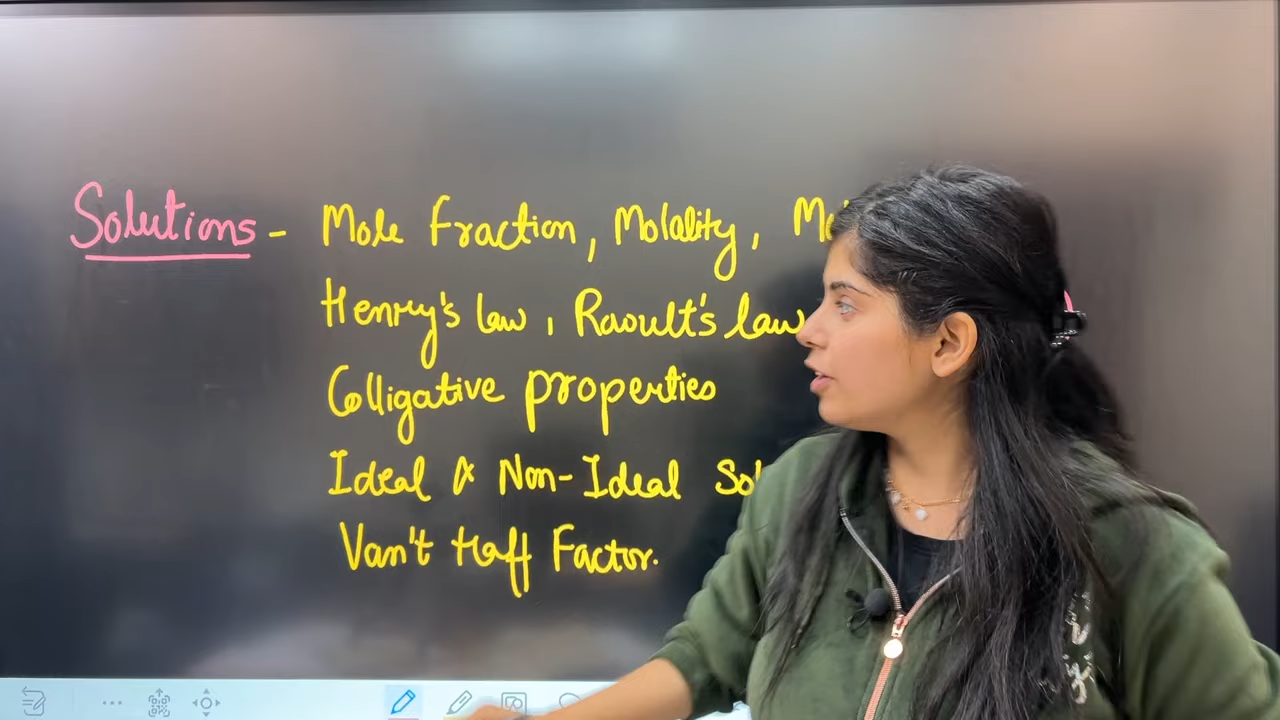 Solutions - Mole Fraction, Molality,
Henry's law, Raoult's law
Colligative properties
Ideal & Non-Ideal
Van't Hoff Factor.